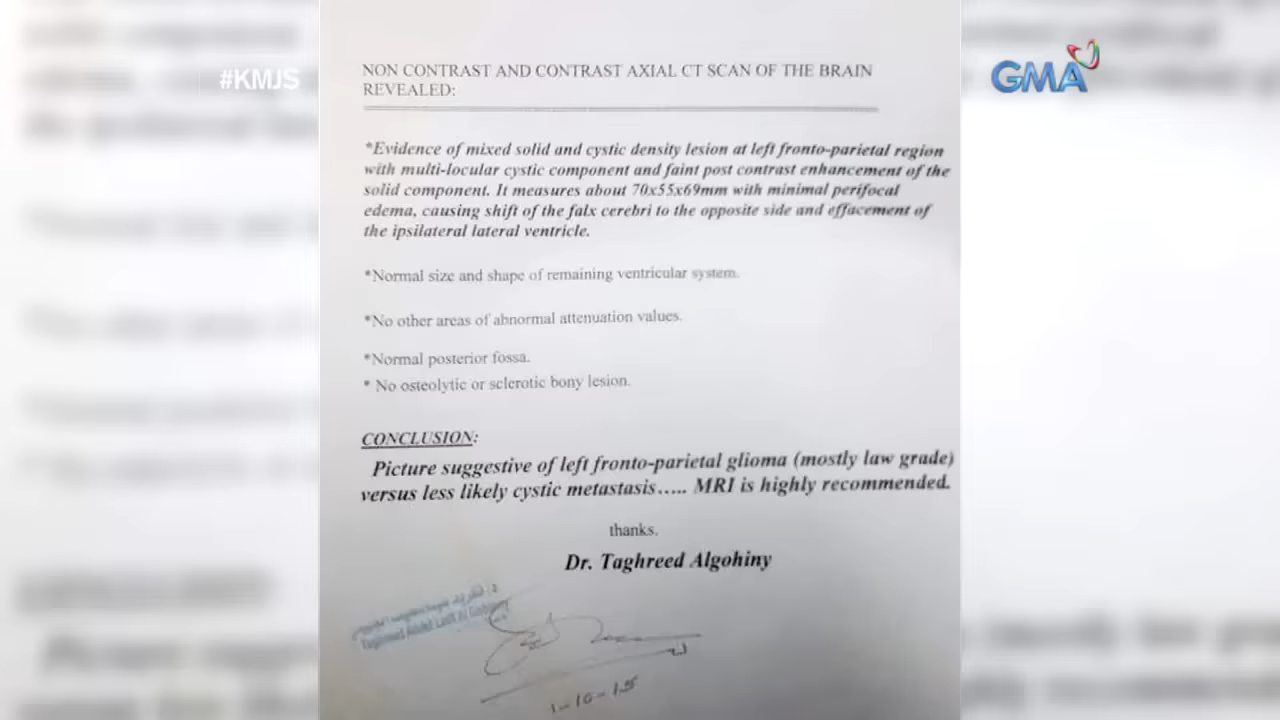 #KMJS
GMA
NON CONTRAST AND CONTRAST AXIAL CT SCAN OF THE BRAIN
REVEALED:
*Evidence of mixed solid and cystic density lesion at left fronto-parietal region
with multi-locular cystic component and faint post contrast enhancement of the
solid component. It measures about 70x55x69mm with minimal perifocal
edema, causing shift of the falx cerebri to the opposite side and effacement of
the ipsilateral lateral ventricle.
*Normal size and shape of remaining ventricular system.
*No other areas of abnormal attenuation values.
*Normal posterior fossa.
* No osteolytic or sclerotic bony lesion.
CONCLUSION:
Picture suggestive of left fronto-parietal glioma (mostly law grade)
versus less likely cystic metastasis..... MRI is highly recommended.
thanks.
Dr. Taghreed Algohiny
Taghreed Abdel
1-10-15